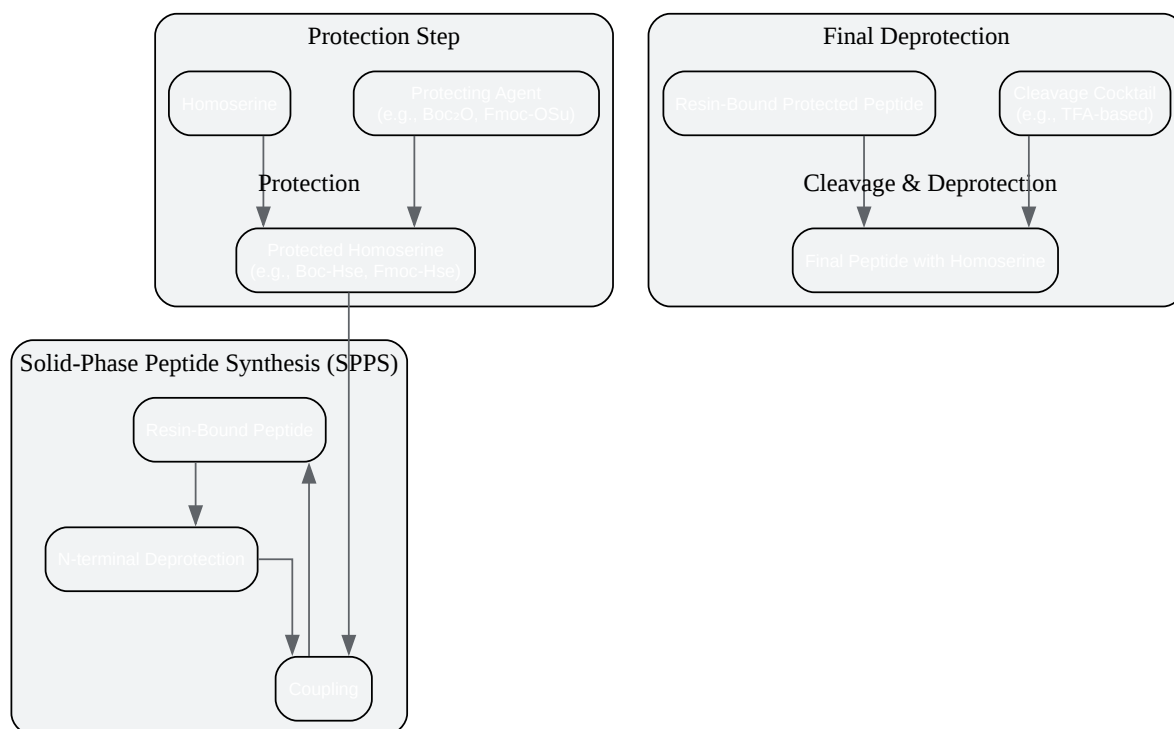 Protection Step
Homoserine
Protecting Agent
(e.g., Boc₂O, Fmoc-OSu)
Protection
Protected Homoserine
(e.g., Boc-Hse, Fmoc-Hse)
Final Deprotection
Resin-Bound Protected Peptide
Cleavage Cocktail
(e.g., TFA-based)
Cleavage & Deprotection
Final Peptide with Homoserine
Solid-Phase Peptide Synthesis (SPPS)
Resin-Bound Peptide
N-terminal Deprotection
Coupling